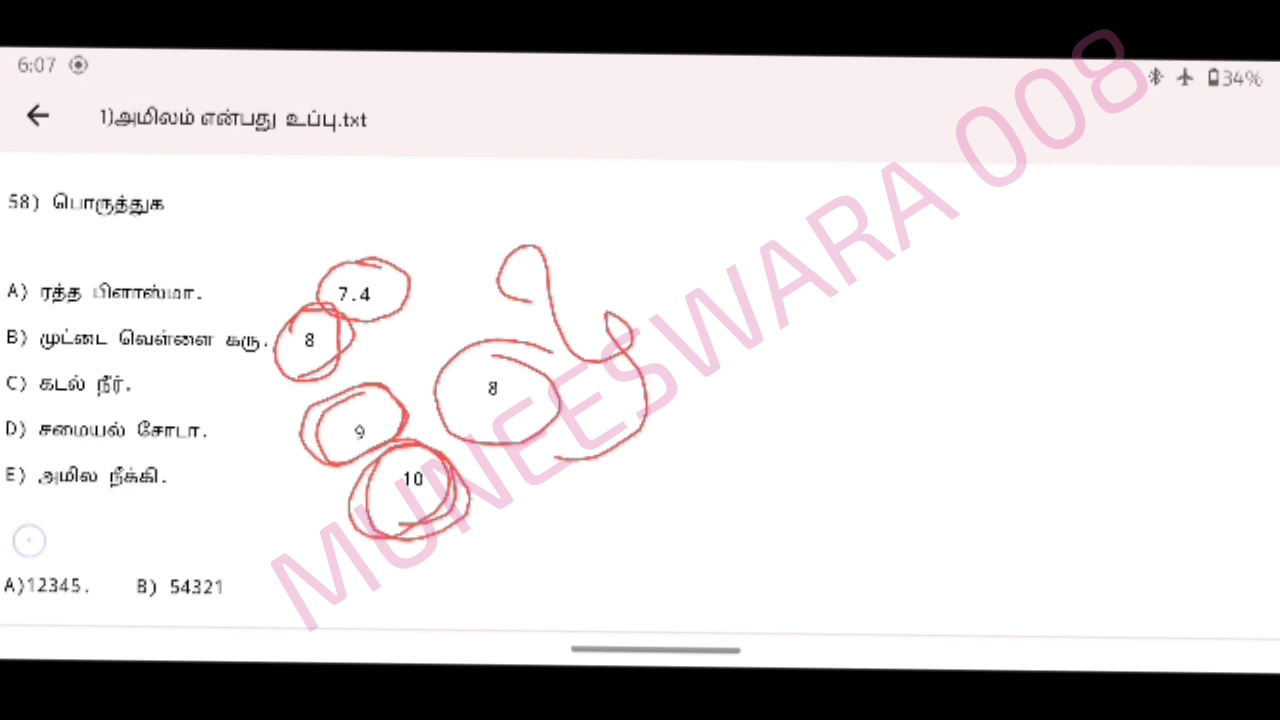 6:07 34%
1)அமிலம் என்பது உப்பு.txt
58) பொருத்துக
A) ரத்த பிளாஸ்மா. 7.4
B) முட்டை வெள்ளை கரு. 8
C) கடல் நீர். 8
D) சமையல் சோடா. 9
E) அமில நீக்கி. 10
A)12345. B) 54321
MUNEESWARA 008